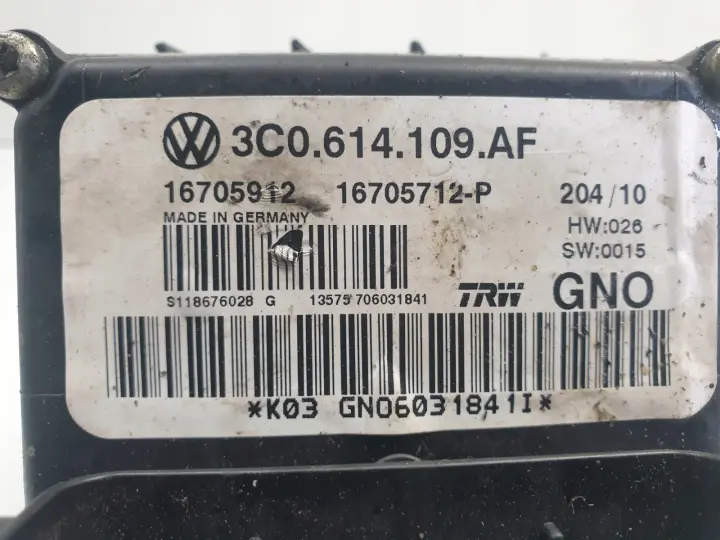 3C0.614.109.AF
16705912 16705712-P 204/10
MADE IN GERMANY HW:026
SW:0015
S118676028 G 13575 706031841 TRW GNO
*K03 GNO6031841I*